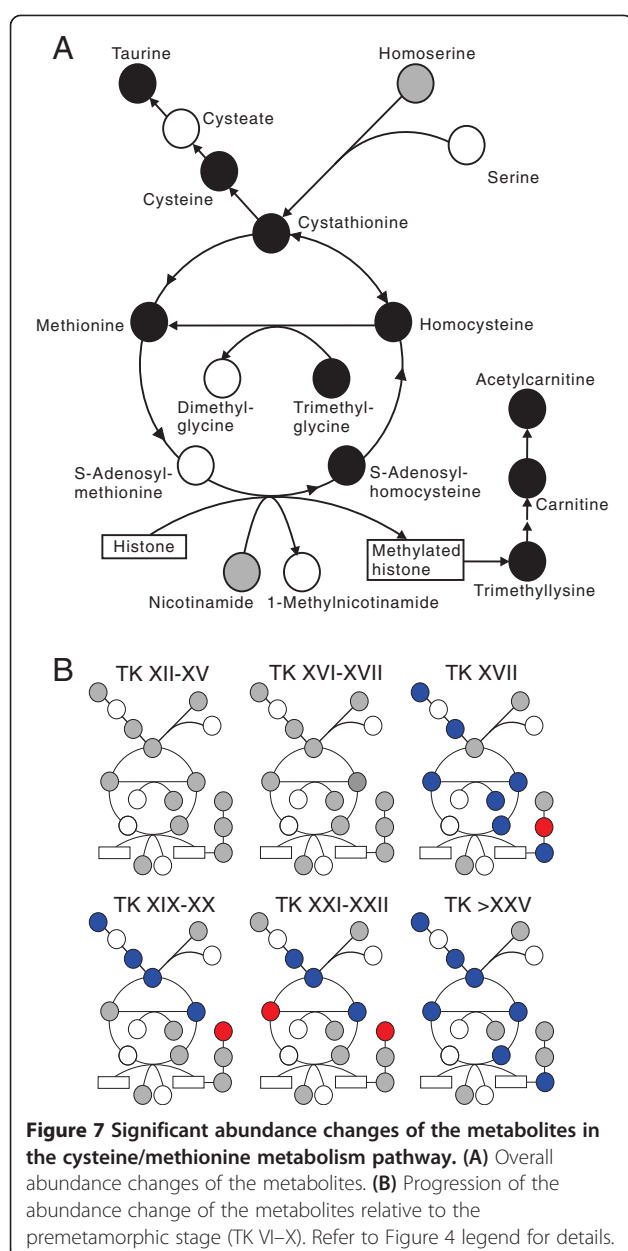 A
Taurine
Homoserine
Cysteate
Serine
Cysteine
Cystathionine
Methionine
Homocysteine
Acetylcarnitine
Dimethyl-
glycine
Trimethyl-
glycine
S-Adenosyl-
methionine
S-Adenosyl-
homocysteine
Carnitine
Histone
Methylated
histone
Nicotinamide
1-Methylnicotinamide
Trimethyllysine
B
TK XII-XV
TK XVI-XVII
TK XVII
TK XIX-XX
TK XXI-XXII
TK >XXV
Figure 7 Significant abundance changes of the metabolites in
the cysteine/methionine metabolism pathway. (A) Overall
abundance changes of the metabolites. (B) Progression of the
abundance change of the metabolites relative to the
premetamorphic stage (TK VI–X). Refer to Figure 4 legend for details.